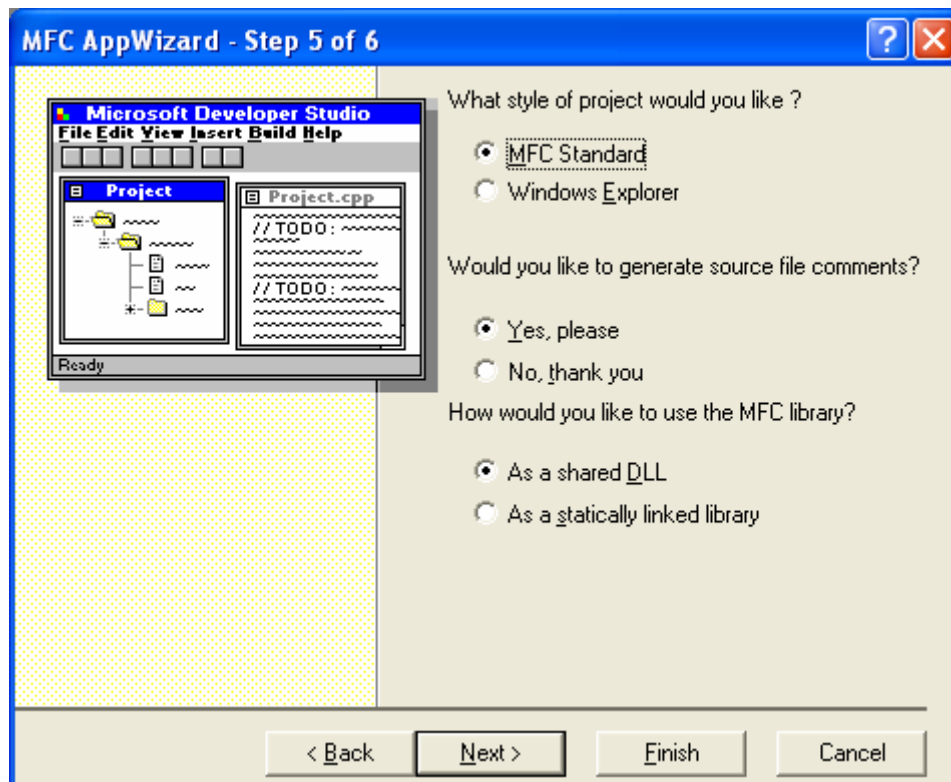 MFC AppWizard - Step 5 of 6
Microsoft Developer Studio
File Edit View Insert Build Help
Project
Project.cpp
// TODO:
// TODO:
Ready
What style of project would you like ?
MFC Standard
Windows Explorer
Would you like to generate source file comments?
Yes, please
No, thank you
How would you like to use the MFC library?
As a shared DLL
As a statically linked library
< Back
Next >
Finish
Cancel